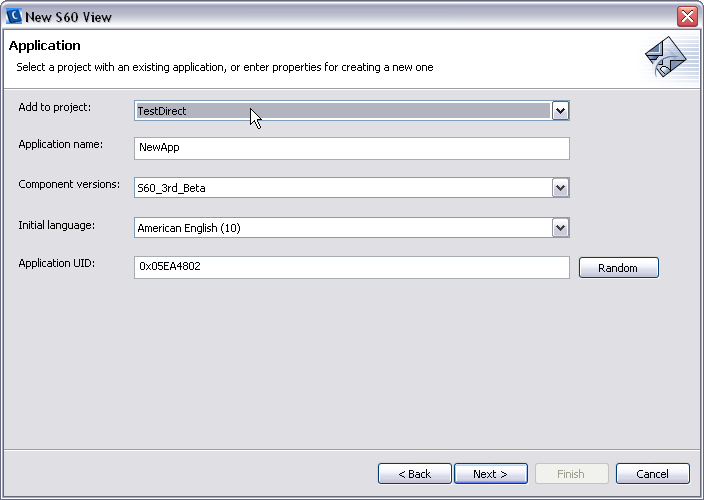 New S60 View
Application
Select a project with an existing application, or enter properties for creating a new one
Add to project: TestDirect
Application name: NewApp
Component versions: S60_3rd_Beta
Initial language: American English (10)
Application UID: 0x05EA4802 Random
< Back Next > Finish Cancel